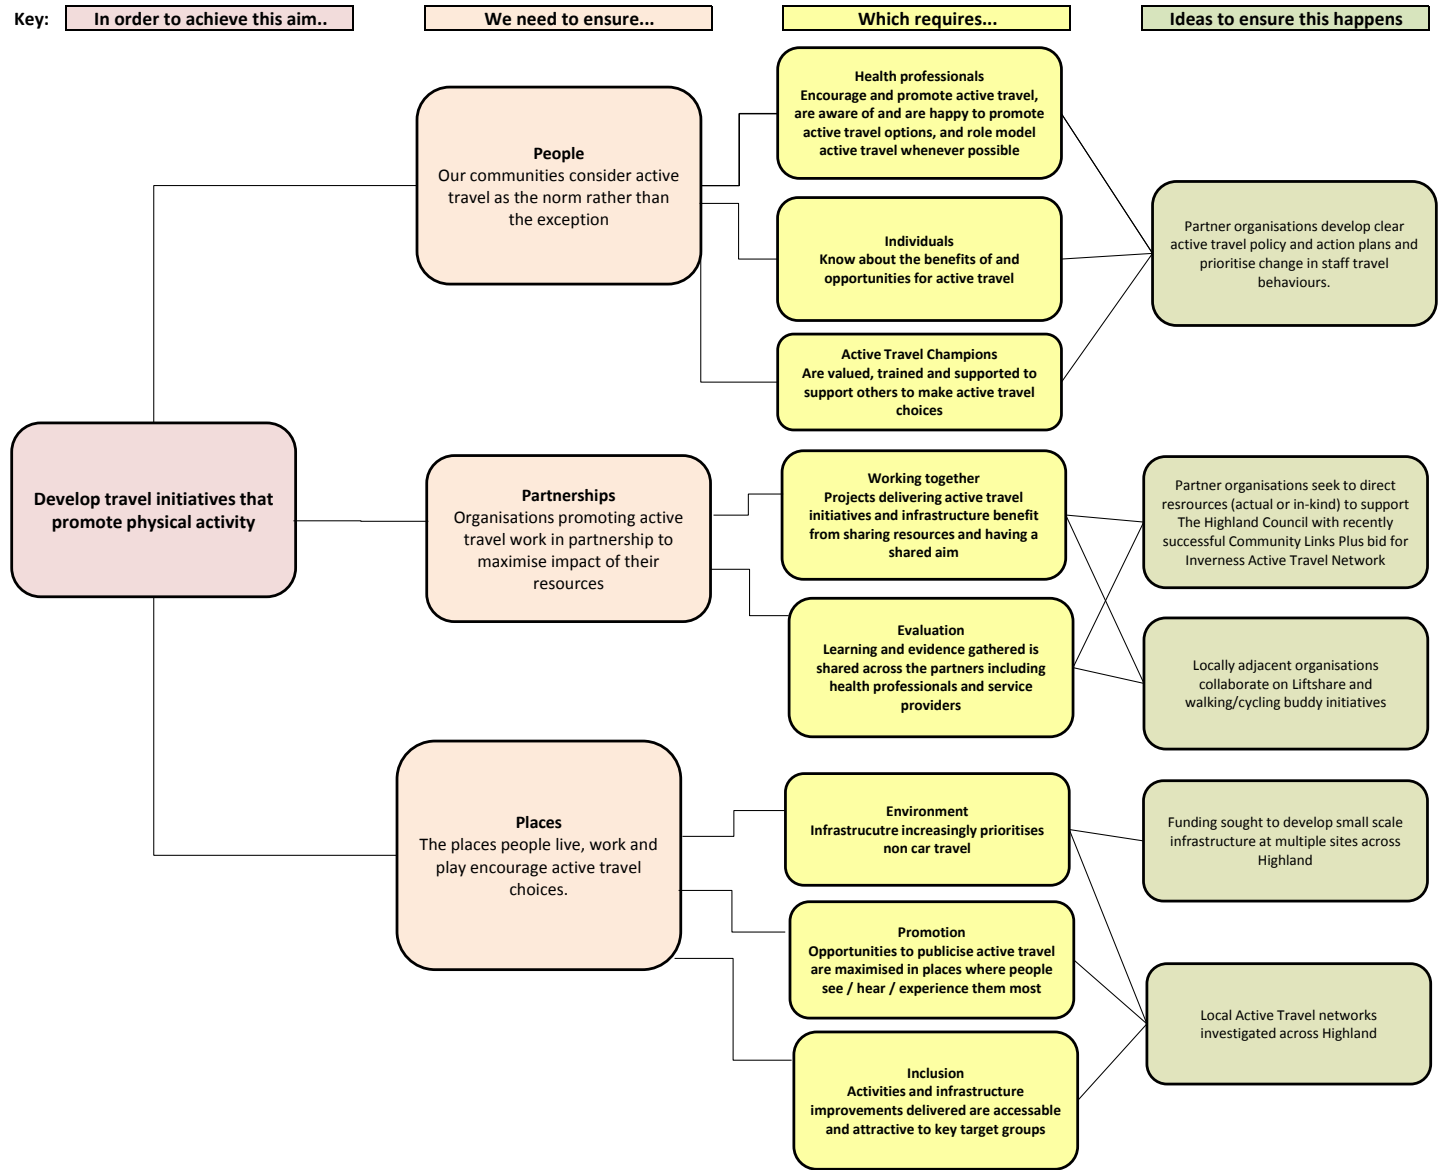 Key:
In order to achieve this aim..
We need to ensure...
Which requires...
Ideas to ensure this happens
Develop travel initiatives that
promote physical activity
People
Our communities consider active
travel as the norm rather than
the exception
Health professionals
Encourage and promote active travel,
are aware of and are happy to promote
active travel options, and role model
active travel whenever possible
Individuals
Know about the benefits of and
opportunities for active travel
Active Travel Champions
Are valued, trained and supported to
support others to make active travel
choices
Partner organisations develop clear
active travel policy and action plans and
prioritise change in staff travel
behaviours.
Partnerships
Organisations promoting active
travel work in partnership to
maximise impact of their
resources
Working together
Projects delivering active travel
initiatives and infrastructure benefit
from sharing resources and having a
shared aim
Evaluation
Learning and evidence gathered is
shared across the partners including
health professionals and service
providers
Partner organisations seek to direct
resrources (actual or in-kind) to support
The Highland Council with recently
successful Community Links Plus bid for
Inverness Active Travel Network
Locally adjacent organisations
collaborate on Liftshare and
walking/cycling buddy initiatives
Places
The places people live, work and
play encourage active travel
choices.
Environment
Infrastrucutre increasingly prioritises
non car travel
Promotion
Opportunities to publicise active travel
are maximised in places where people
see / hear / experience them most
Inclusion
Activities and infrastructure
improvements delivered are accessable
and attractive to key target groups
Funding sought to develop small scale
infrastructure at multiple sites across
Highland
Local Active Travel networks
investigated across Highland